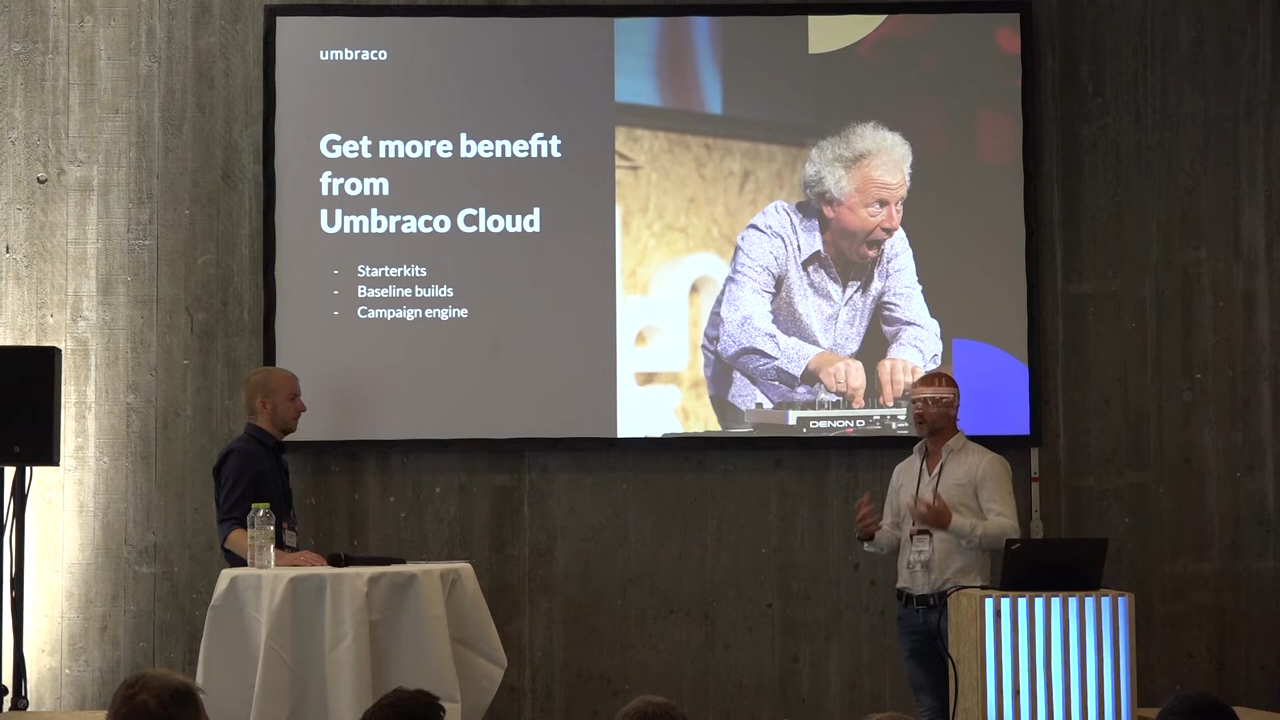 umbraco
Get more benefit
from
Umbraco Cloud
- Starterkits
- Baseline builds
- Campaign engine
DENON D